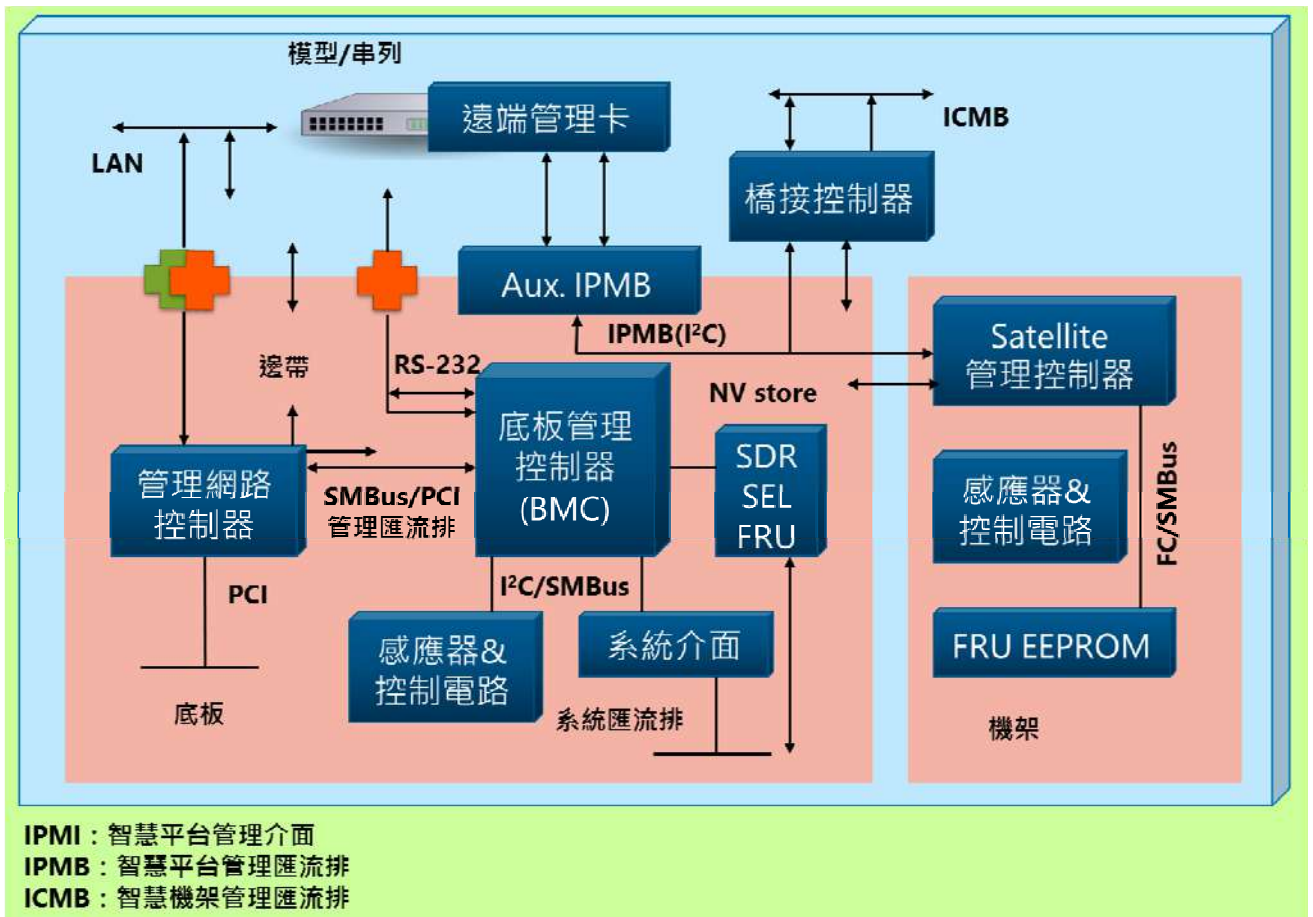 模型/串列
遠端管理卡
LAN
ICMB
橋接控制器
Aux. IPMB
IPMB(I²C)
Satellite
管理控制器
邊帶
RS-232
NV store
底板管理
控制器
(BMC)
SDR
SEL
FRU
管理網路
控制器
SMBus/PCI
管理匯流排
感應器&
控制電路
FC/SMBus
PCI
I²C/SMBus
感應器&
控制電路
系統介面
FRU EEPROM
底板
系統匯流排
機架
IPMI：智慧平台管理介面
IPMB：智慧平台管理匯流排
ICMB：智慧機架管理匯流排